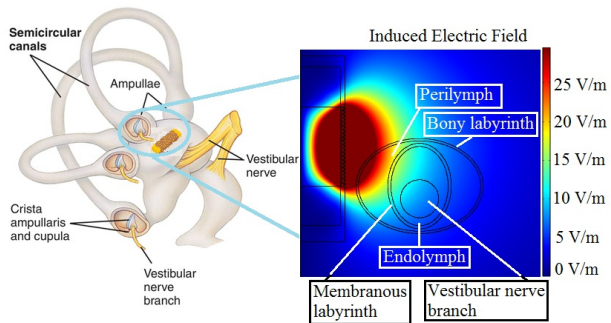 Semicircular
canals
Ampullae
Vestibular
nerve
Crista
ampullaris
and cupula
Vestibular
nerve
branch
Induced Electric Field
Perilymph
Bony labyrinth
Endolymph
Membranous
labyrinth
Vestibular nerve
branch
25 V/m
20 V/m
15 V/m
10 V/m
5 V/m
0 V/m